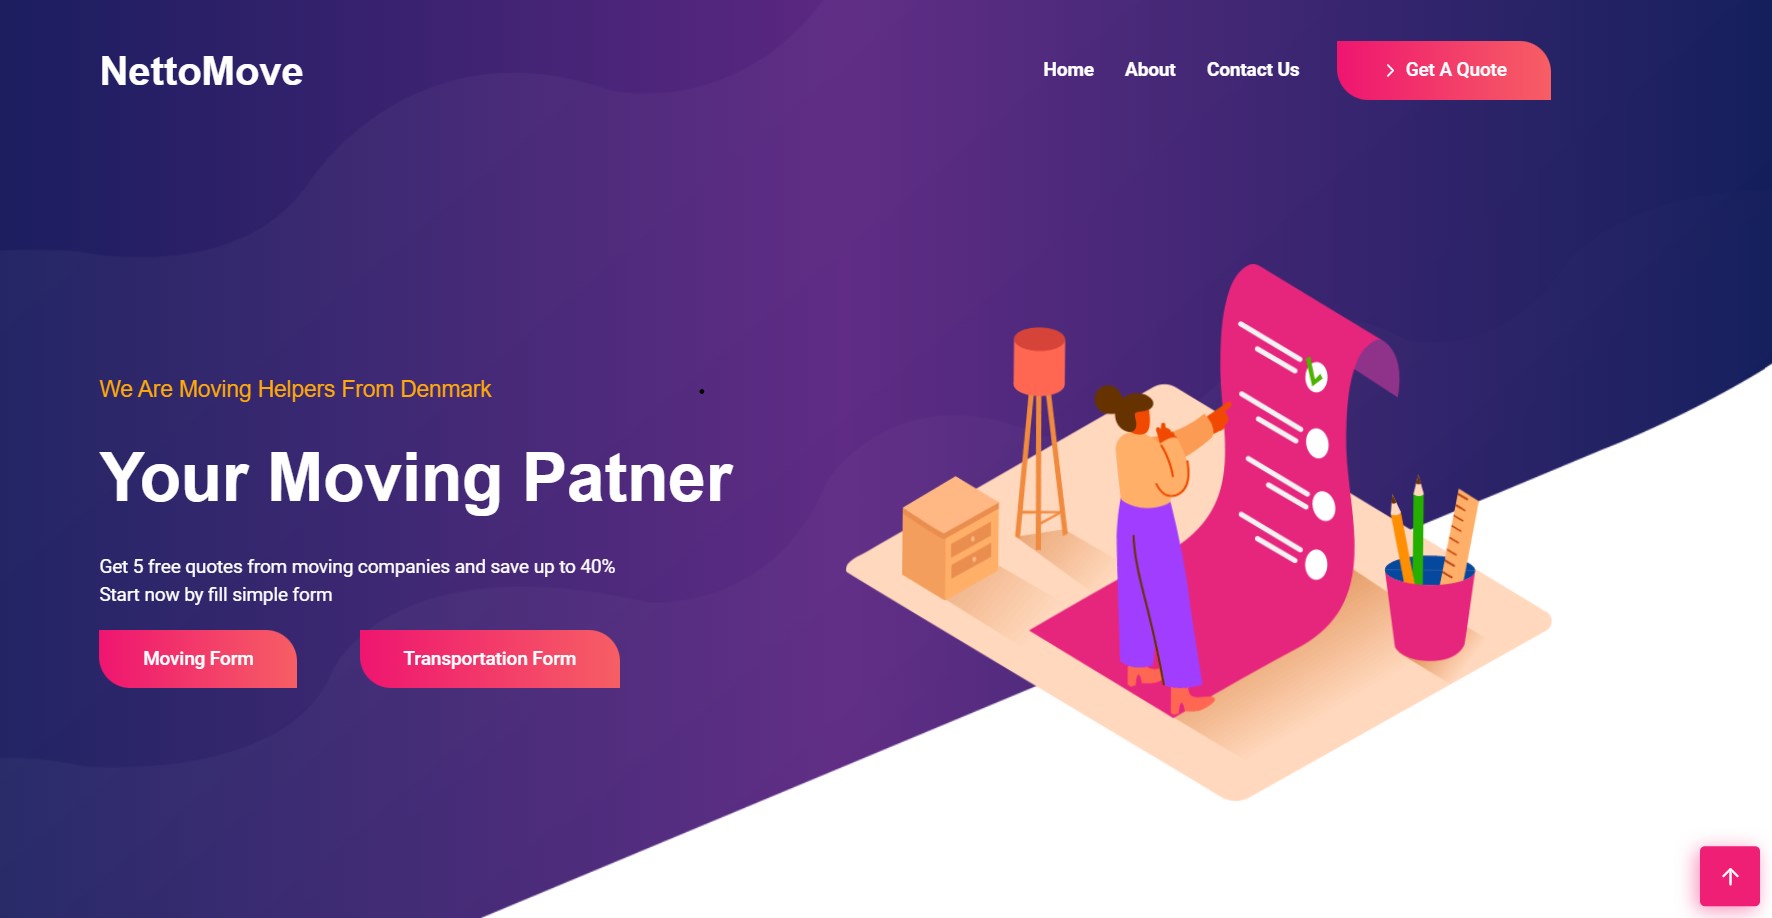 NettoMove
Home About Contact Us Get A Quote
We Are Moving Helpers From Denmark
Your Moving Patner
Get 5 free quotes from moving companies and save up to 40%
Start now by fill simple form
Moving Form Transportation Form